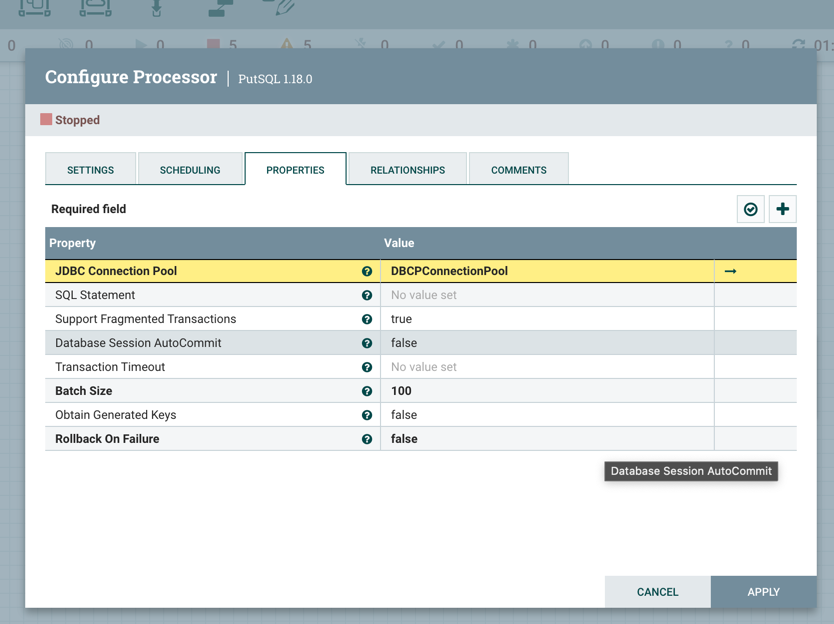 0 0 0 5 5 0 0 0 0 0 0 01:
Configure Processor | PutSQL 1.18.0
Stopped
SETTINGS SCHEDULING PROPERTIES RELATIONSHIPS COMMENTS
Required field
Property Value
JDBC Connection Pool DBCPConnectionPool
SQL Statement No value set
Support Fragmented Transactions true
Database Session AutoCommit false
Transaction Timeout No value set
Batch Size 100
Obtain Generated Keys false
Rollback On Failure false
Database Session AutoCommit
CANCEL APPLY